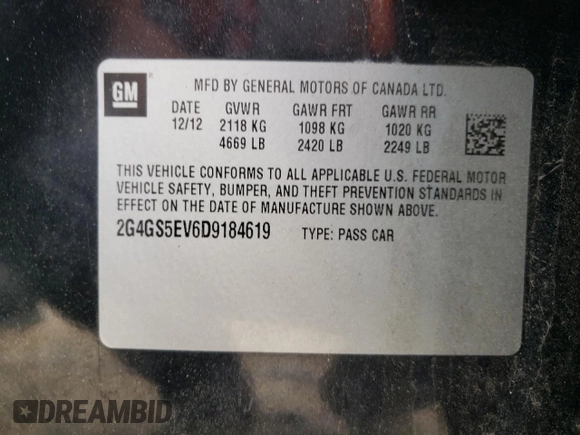 GM
MFD BY GENERAL MOTORS OF CANADA LTD.
DATE GVWR GAWR FRT GAWR RR
12/12 2118 KG 1098 KG 1020 KG
4669 LB 2420 LB 2249 LB
THIS VEHICLE CONFORMS TO ALL APPLICABLE U.S. FEDERAL MOTOR
VEHICLE SAFETY, BUMPER, AND THEFT PREVENTION STANDARDS IN
EFFECT ON THE DATE OF MANUFACTURE SHOWN ABOVE.
2G4GS5EV6D9184619 TYPE: PASS CAR
DREAMBID